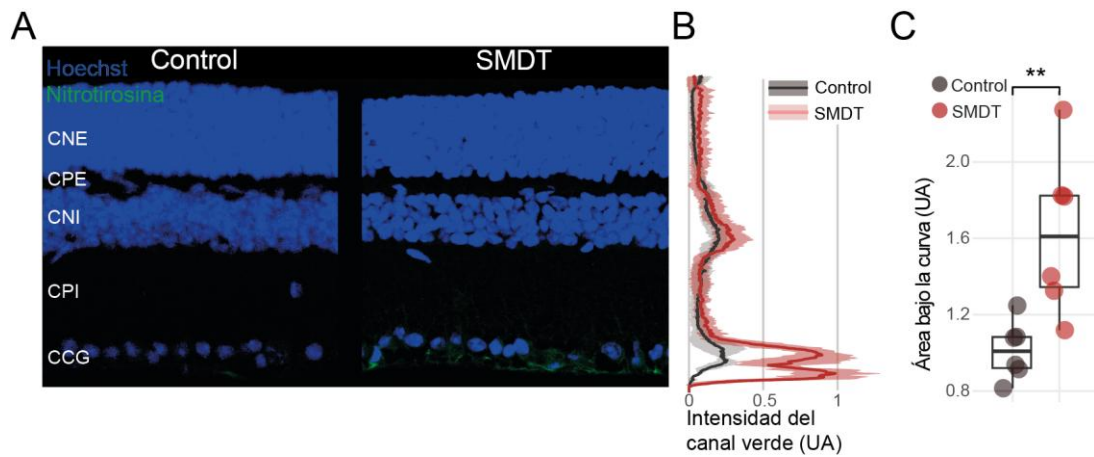 A
Control
SMDT
Hoechst
Nitrotirosina
CNE
CPE
CNI
CPI
CCG
B
Control
SMDT
0
0.5
1
Intensidad del
canal verde (UA)
C
Control
SMDT
**
Área bajo la curva (UA)
2.0
1.6
1.2
0.8